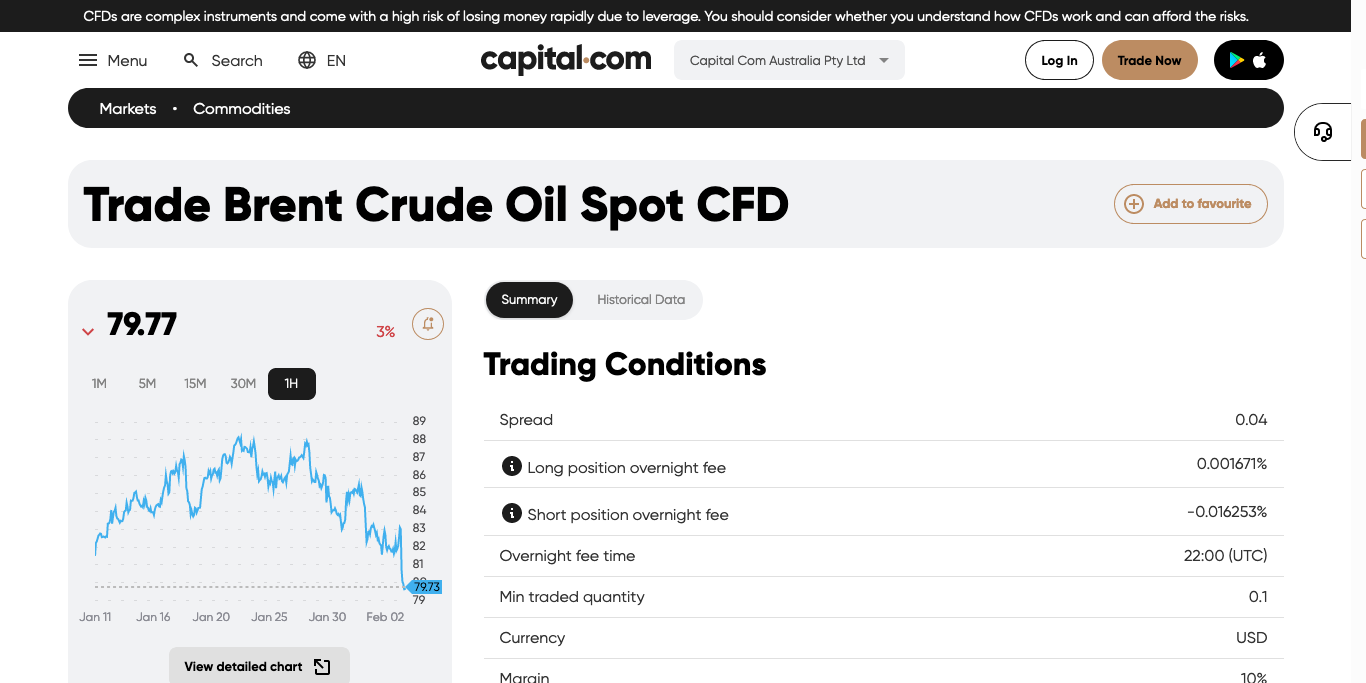 CFDs are complex instruments and come with a high risk of losing money rapidly due to leverage. You should consider whether you understand how CFDs work and can afford the risks.
Menu Search EN capital.com Capital Com Australia Pty Ltd Log In Trade Now
Markets • Commodities
Trade Brent Crude Oil Spot CFD Add to favourite
79.77 3%
1M 5M 15M 30M 1H
89
88
87
86
85
84
83
82
81
79.73
79
Jan 11 Jan 16 Jan 20 Jan 25 Jan 30 Feb 02
View detailed chart
Summary Historical Data
Trading Conditions
Spread 0.04
Long position overnight fee 0.001671%
Short position overnight fee -0.016253%
Overnight fee time 22:00 (UTC)
Min traded quantity 0.1
Currency USD
Margin 10%